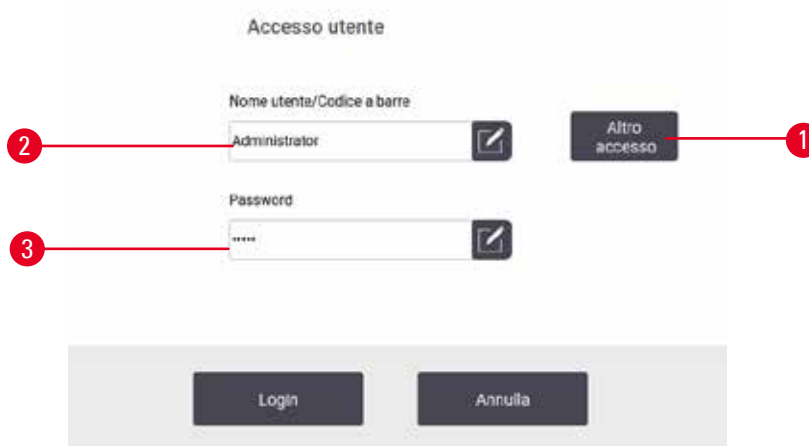 Accesso utente
Nome utente/Codice a barre
2
Administrator
Altro
accesso
1
Password
3
•••••
Login
Annulla